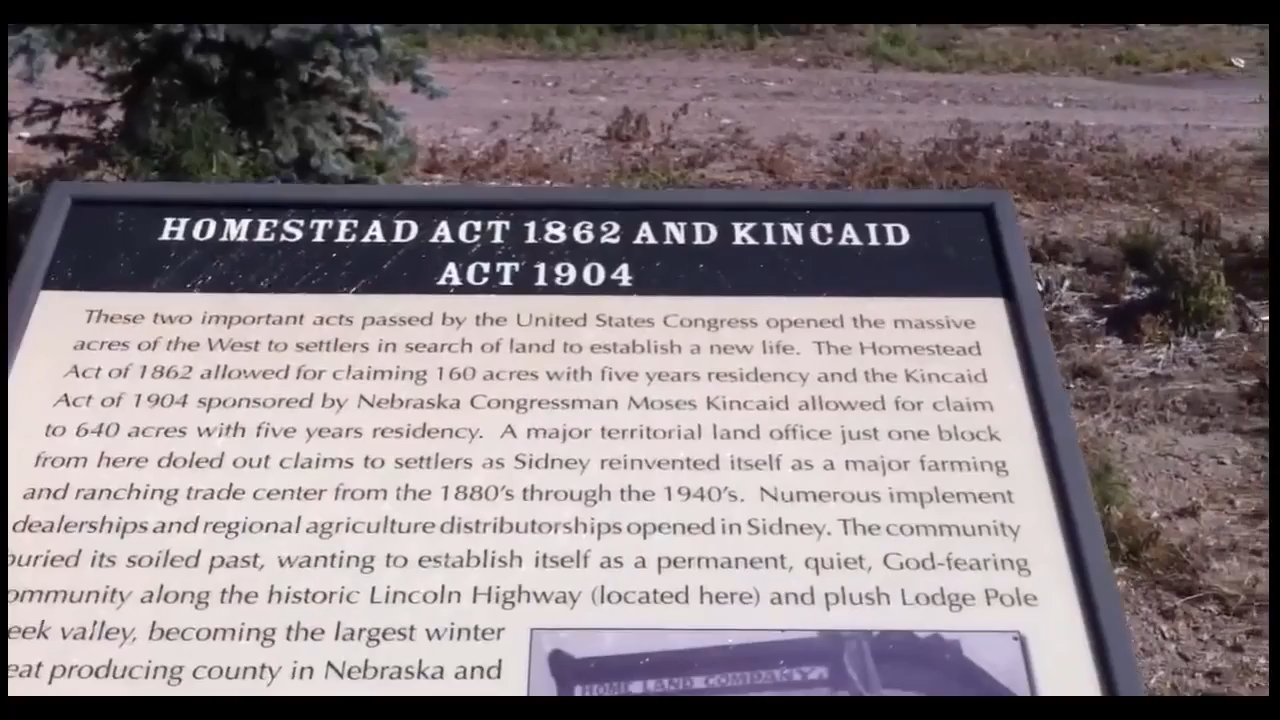 HOMESTEAD ACT 1862 AND KINCAID
ACT 1904
These two important acts passed by the United States Congress opened the massive
acres of the West to settlers in search of land to establish a new life. The Homestead
Act of 1862 allowed for claiming 160 acres with five years residency and the Kincaid
Act of 1904 sponsored by Nebraska Congressman Moses Kincaid allowed for claim
to 640 acres with five years residency. A major territorial land office just one block
from here doled out claims to settlers as Sidney reinvented itself as a major farming
and ranching trade center from the 1880's through the 1940's. Numerous implement
dealerships and regional agriculture distributorships opened in Sidney. The community
buried its soiled past, wanting to establish itself as a permanent, quiet, God-fearing
ommunity along the historic Lincoln Highway (located here) and plush Lodge Pole
eek valley, becoming the largest winter
eat producing county in Nebraska and
HOME LAND COMPANY.